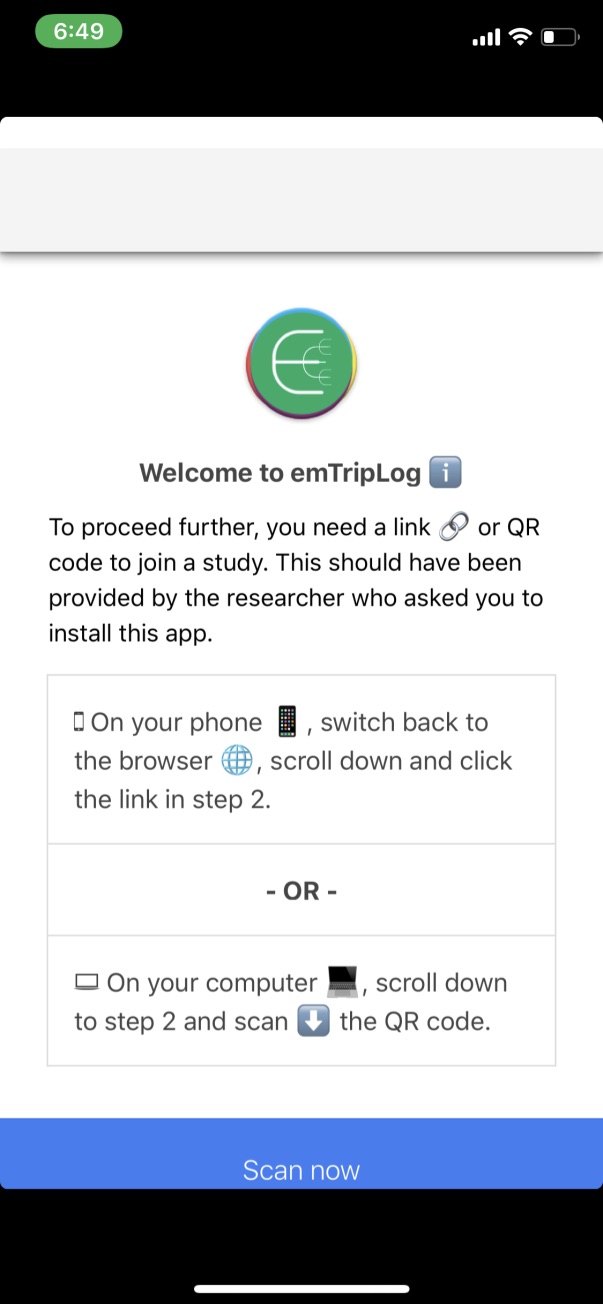 6:49
Welcome to emTripLog ℹ️
To proceed further, you need a link 🔗 or QR
code to join a study. This should have been
provided by the researcher who asked you to
install this app.
On your phone 📱, switch back to
the browser 🌐, scroll down and click
the link in step 2.
- OR -
On your computer 💻, scroll down
to step 2 and scan ⬇️ the QR code.
Scan now